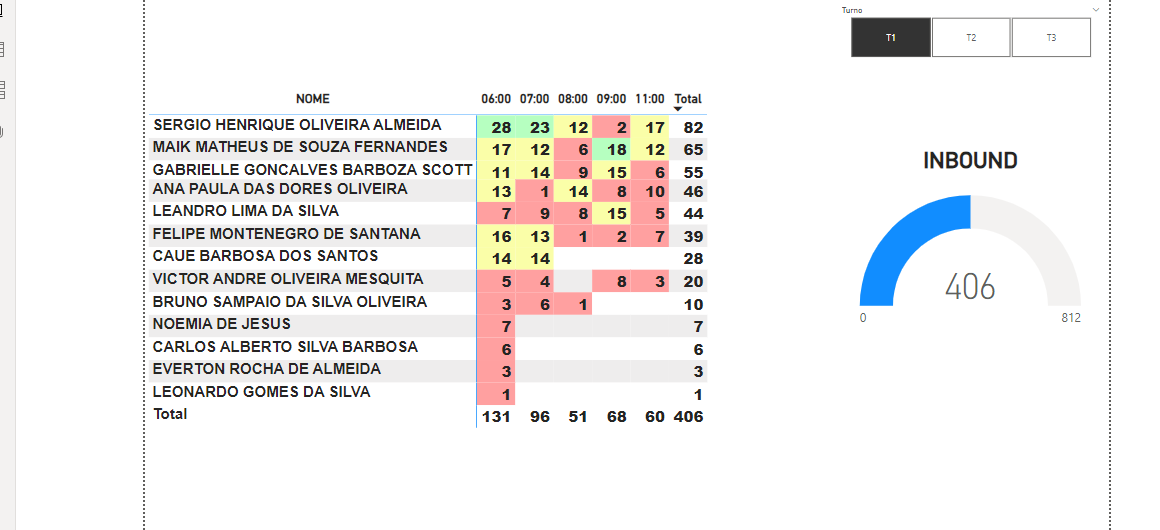 Turno
T1 T2 T3
NOME 06:00 07:00 08:00 09:00 11:00 Total
SERGIO HENRIQUE OLIVEIRA ALMEIDA 28 23 12 2 17 82
MAIK MATHEUS DE SOUZA FERNANDES 17 12 6 18 12 65
GABRIELLE GONCALVES BARBOZA SCOTT 11 14 9 15 6 55
ANA PAULA DAS DORES OLIVEIRA 13 1 14 8 10 46
LEANDRO LIMA DA SILVA 7 9 8 15 5 44
FELIPE MONTENEGRO DE SANTANA 16 13 1 2 7 39
CAUE BARBOSA DOS SANTOS 14 14 28
VICTOR ANDRE OLIVEIRA MESQUITA 5 4 8 3 20
BRUNO SAMPAIO DA SILVA OLIVEIRA 3 6 1 10
NOEMIA DE JESUS 7 7
CARLOS ALBERTO SILVA BARBOSA 6 6
EVERTON ROCHA DE ALMEIDA 3 3
LEONARDO GOMES DA SILVA 1 1
Total 131 96 51 68 60 406
INBOUND
406
0 812